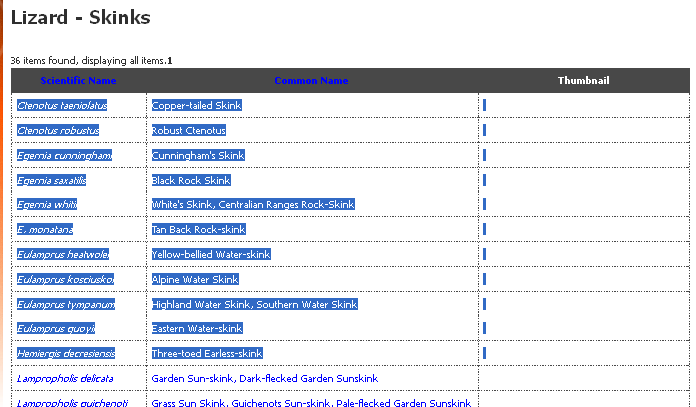 Lizard - Skinks
36 items found, displaying all items.1
Scientific Name Common Name Thumbnail
Ctenotus taeniolatus Copper-tailed Skink
Ctenotus robustus Robust Ctenotus
Egernia cunninghami Cunningham's Skink
Egernia saxatilis Black Rock Skink
Egernia whitii White's Skink, Centralian Ranges Rock-Skink
E. monatana Tan Back Rock-skink
Eulamprus heatwolei Yellow-bellied Water-skink
Eulamprus kosciuskoi Alpine Water Skink
Eulamprus tympanum Highland Water Skink, Southern Water Skink
Eulamprus quoyii Eastern Water-skink
Hemiergis decresiensis Three-toed Earless-skink
Lampropholis delicata Garden Sun-skink, Dark-flecked Garden Sunskink
Lampropholis guichenoti Grass Sun Skink, Guichenots Sun-skink, Pale-flecked Garden Sunskink